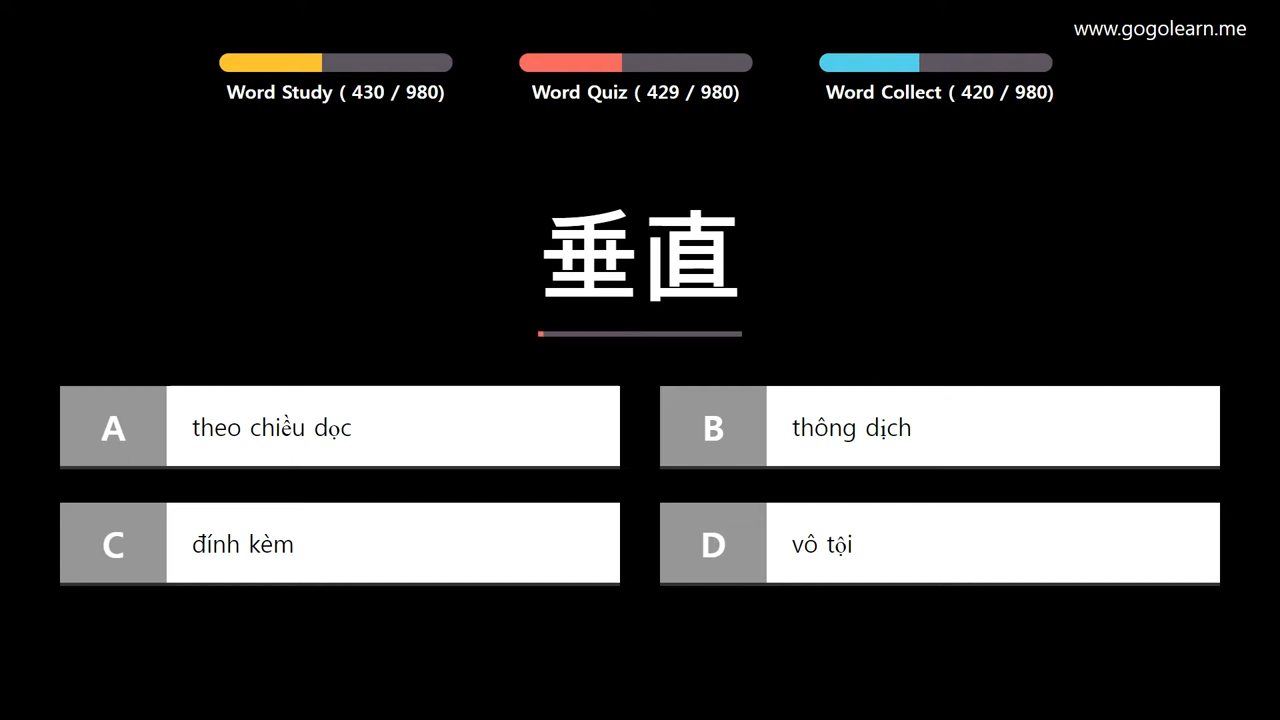 www.gogolearn.me
Word Study ( 430 / 980)
Word Quiz ( 429 / 980)
Word Collect ( 420 / 980)
垂直
A theo chiều dọc
B thông dịch
C đính kèm
D vô tội